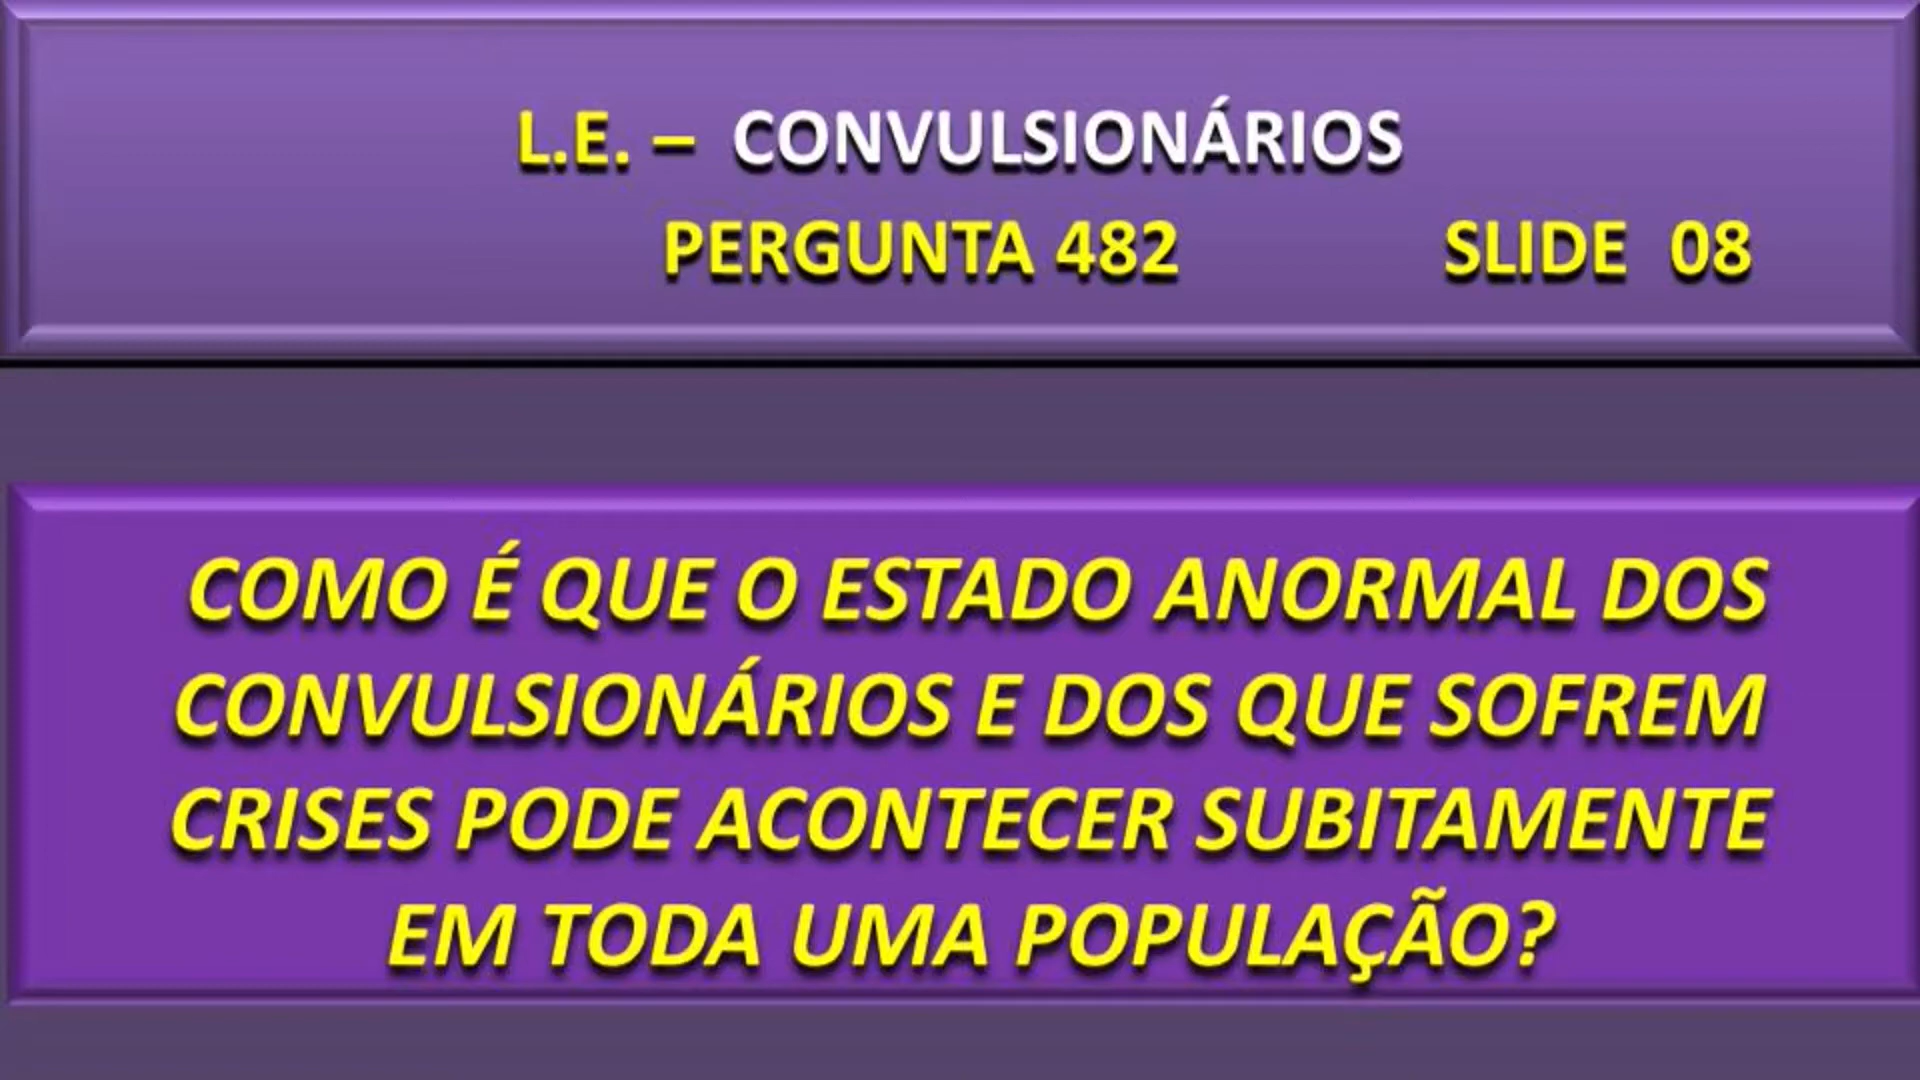 L.E. – CONVULSIONÁRIOS
PERGUNTA 482 SLIDE 08
COMO É QUE O ESTADO ANORMAL DOS
CONVULSIONÁRIOS E DOS QUE SOFREM
CRISES PODE ACONTECER SUBITAMENTE
EM TODA UMA POPULAÇÃO?